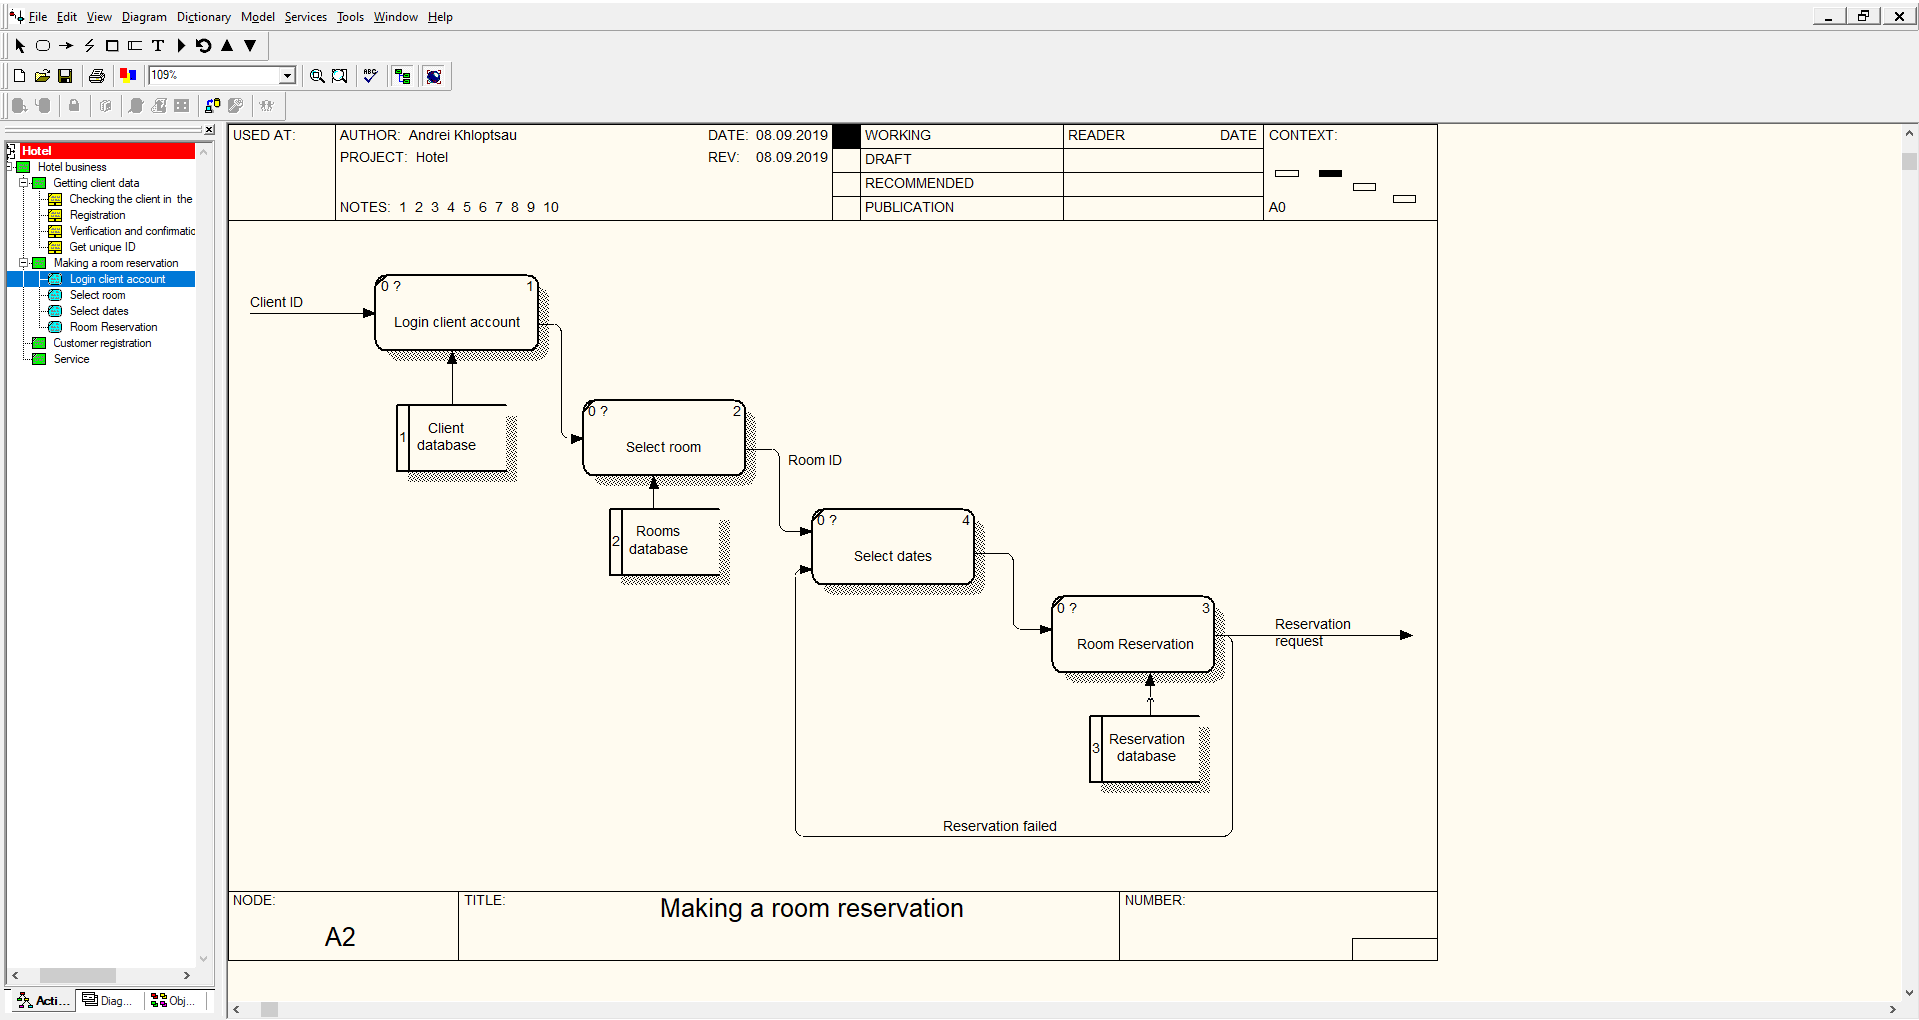 File Edit View Diagram Dictionary Model Services Tools Window Help
T
109%
ABC
Hotel
Hotel business
Getting client data
Checking the client in the
Registration
Verification and confirmatic
Get unique ID
Making a room reservation
Login client account
Select room
Select dates
Room Reservation
Customer registration
Service
Acti... Diag... Obj...
USED AT:
AUTHOR: Andrei Khloptsau
DATE: 08.09.2019
PROJECT: Hotel
REV: 08.09.2019
NOTES: 1 2 3 4 5 6 7 8 9 10
WORKING
DRAFT
RECOMMENDED
PUBLICATION
READER DATE
CONTEXT:
A0
Client ID
0 ? 1
Login client account
1
Client
database
0 ? 2
Select room
Room ID
2
Rooms
database
0 ? 4
Select dates
0 ? 3
Room Reservation
Reservation
request
3
Reservation
database
Reservation failed
NODE:
A2
TITLE:
Making a room reservation
NUMBER: